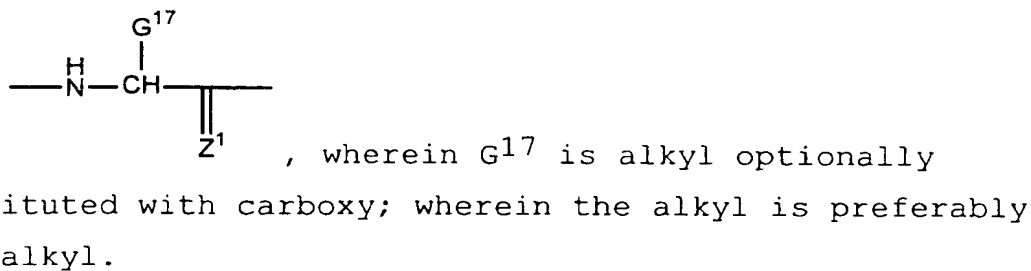 G17
H
N—CH
Z1
, wherein G17 is alkyl optionally
ituted with carboxy; wherein the alkyl is preferably
alkyl.